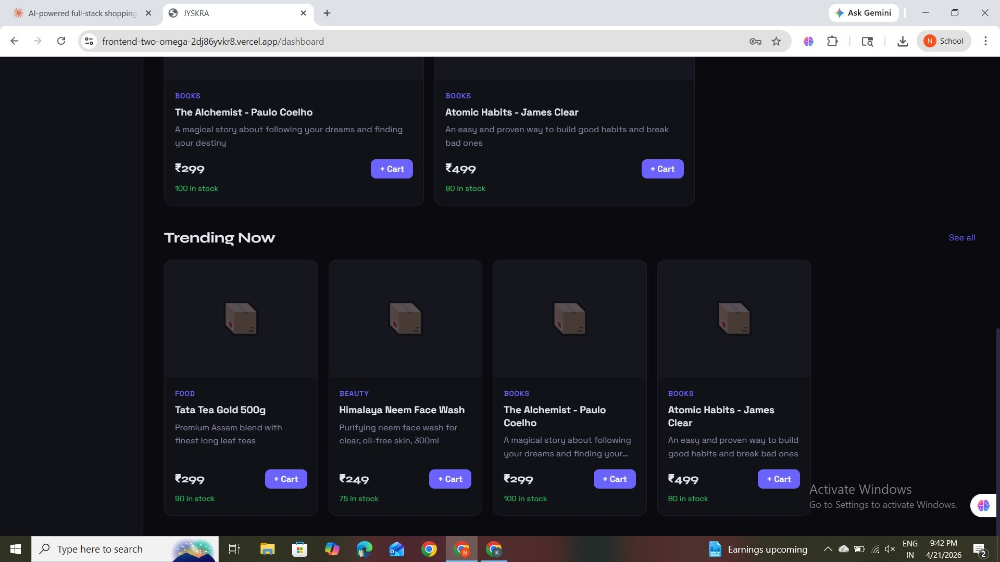 AI-powered full-stack shopping
JYSKRA
Ask Gemini
frontend-two-omega-2dj86yvkr8.vercel.app/dashboard
N
School
BOOKS
The Alchemist - Paulo Coelho
A magical story about following your dreams and finding
your destiny
₹299
+ Cart
100 in stock
BOOKS
Atomic Habits - James Clear
An easy and proven way to build good habits and break
bad ones
₹499
+ Cart
80 in stock
Trending Now
See all
FOOD
Tata Tea Gold 500g
Premium Assam blend with
finest long leaf teas
₹299
+ Cart
90 in stock
BEAUTY
Himalaya Neem Face Wash
Purifying neem face wash for
clear, oil-free skin, 300ml
₹249
+ Cart
75 in stock
BOOKS
The Alchemist - Paulo
Coelho
A magical story about following
your dreams and finding your...
₹299
+ Cart
100 in stock
BOOKS
Atomic Habits - James
Clear
An easy and proven way to build
good habits and break bad ones
₹499
+ Cart
80 in stock
Activate Windows
Go to Settings to activate Windows.
Type here to search
N
K
Earnings upcoming
ENG
IN
9:42 PM
4/21/2026
2